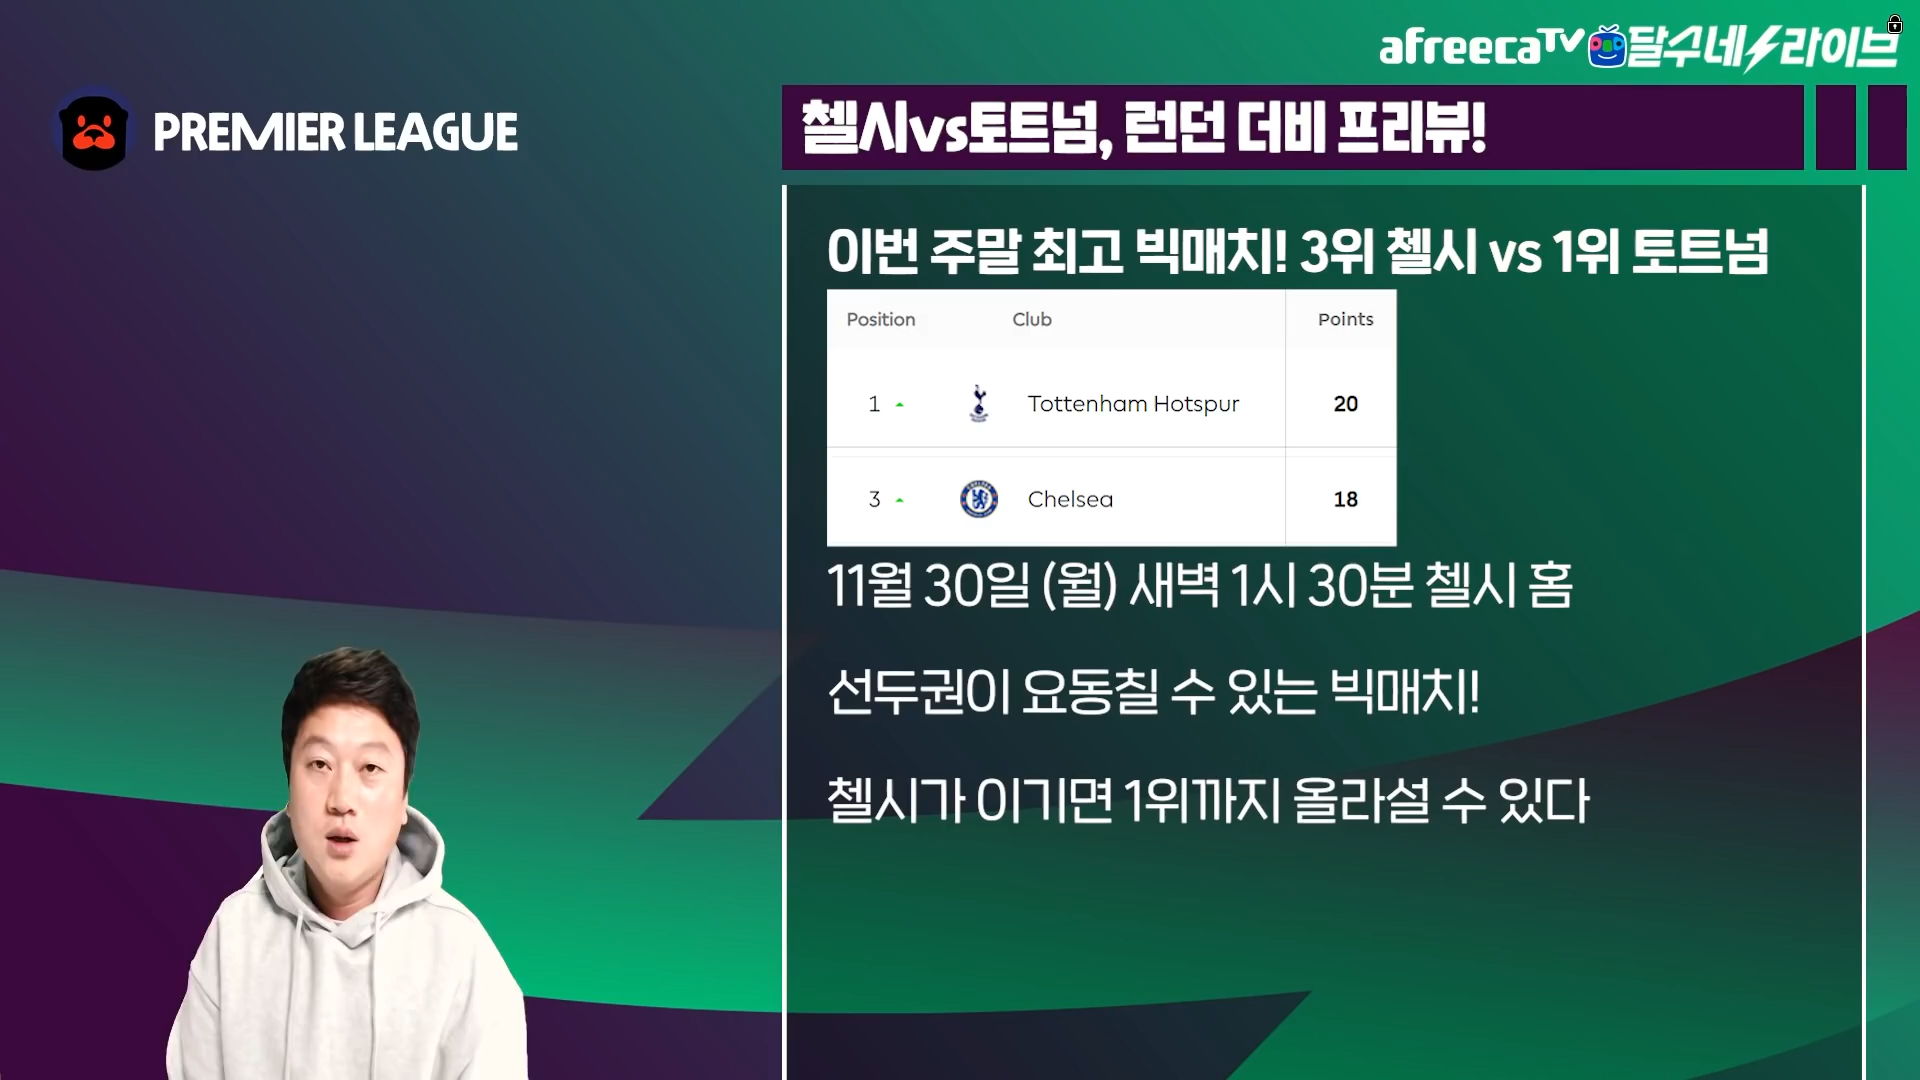 afreecaTV 달수네라이브
PREMIER LEAGUE
첼시vs토트넘, 런던 더비 프리뷰!
이번 주말 최고 빅매치! 3위 첼시 vs 1위 토트넘
Position Club Points
1 Tottenham Hotspur 20
3 Chelsea 18
11월 30일 (월) 새벽 1시 30분 첼시 홈
선두권이 요동칠 수 있는 빅매치!
첼시가 이기면 1위까지 올라설 수 있다